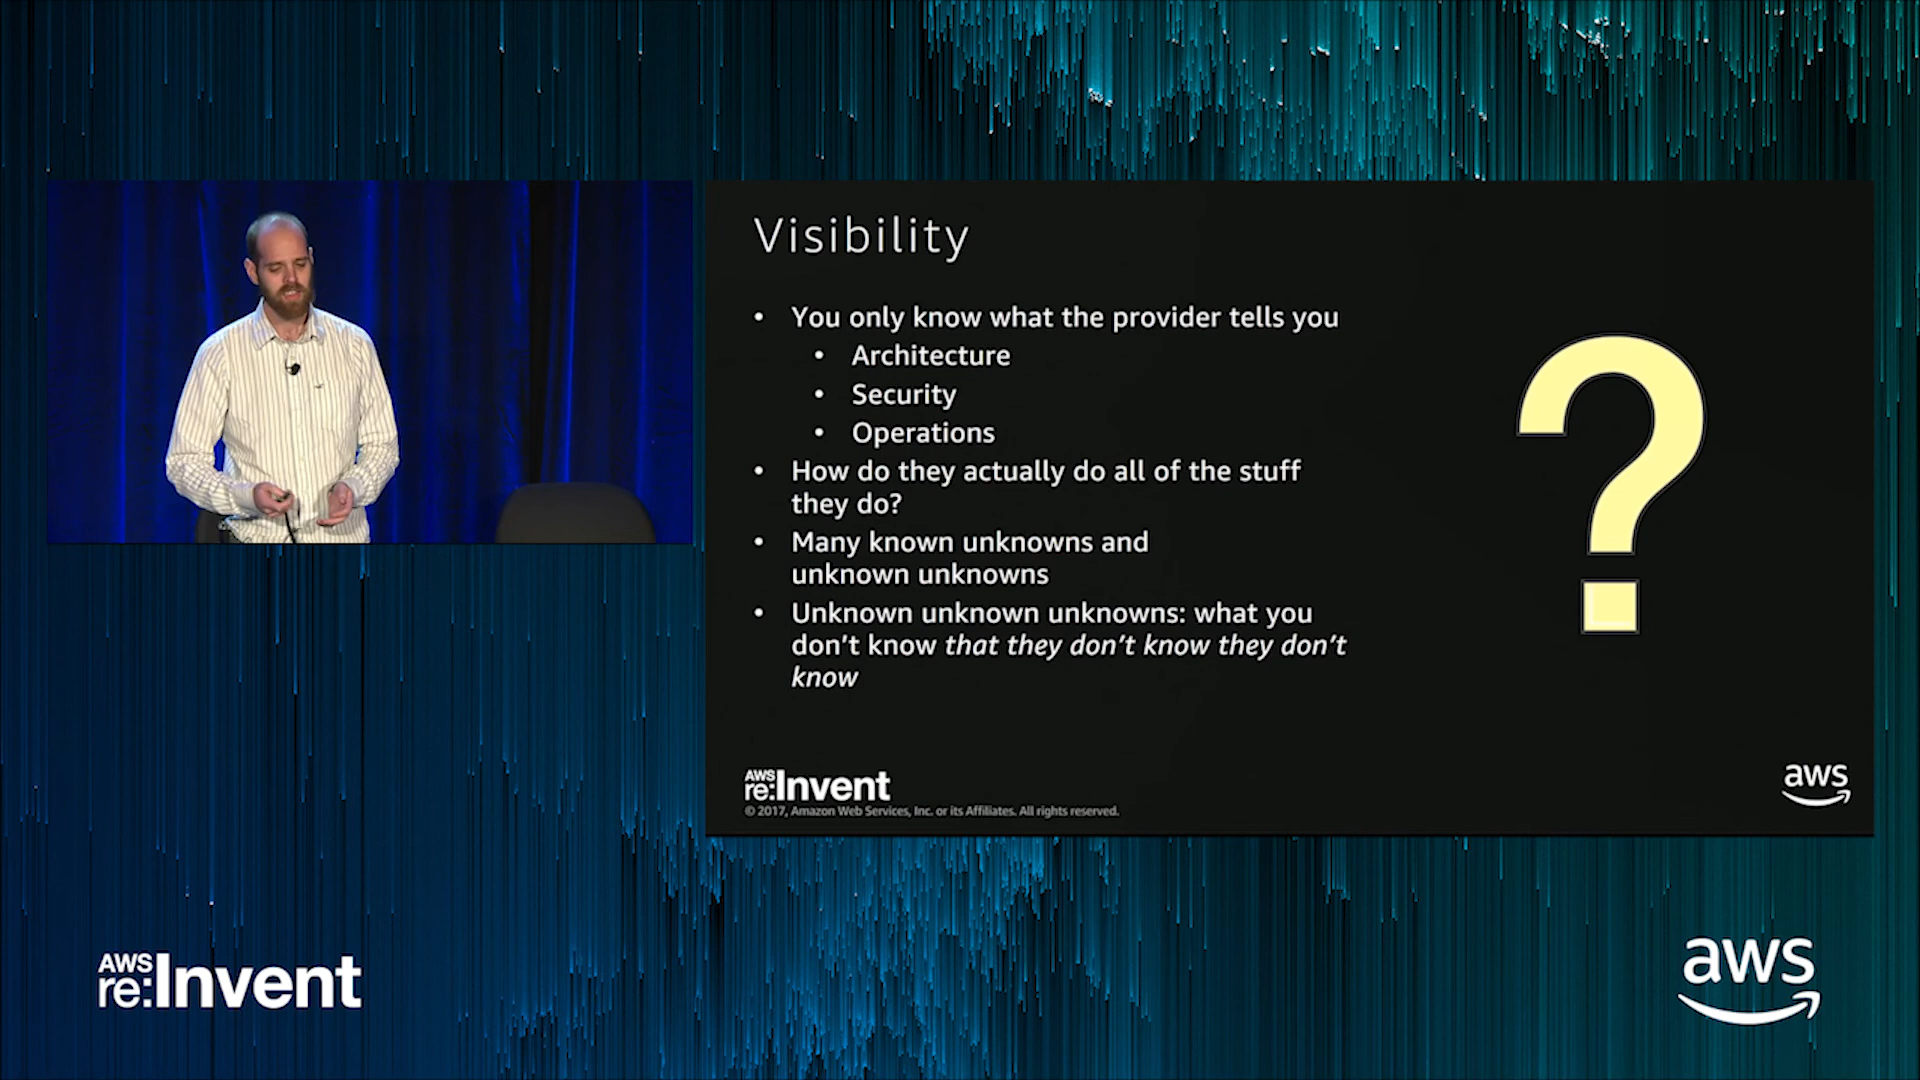 Visibility
• You only know what the provider tells you
• Architecture
• Security
• Operations
• How do they actually do all of the stuff
they do?
• Many known unknowns and
unknown unknowns
• Unknown unknown unknowns: what you
don't know that they don't know they don't
know
?
AWS
re:Invent
© 2017, Amazon Web Services, Inc. or its Affiliates. All rights reserved.
aws
AWS
re:Invent
aws